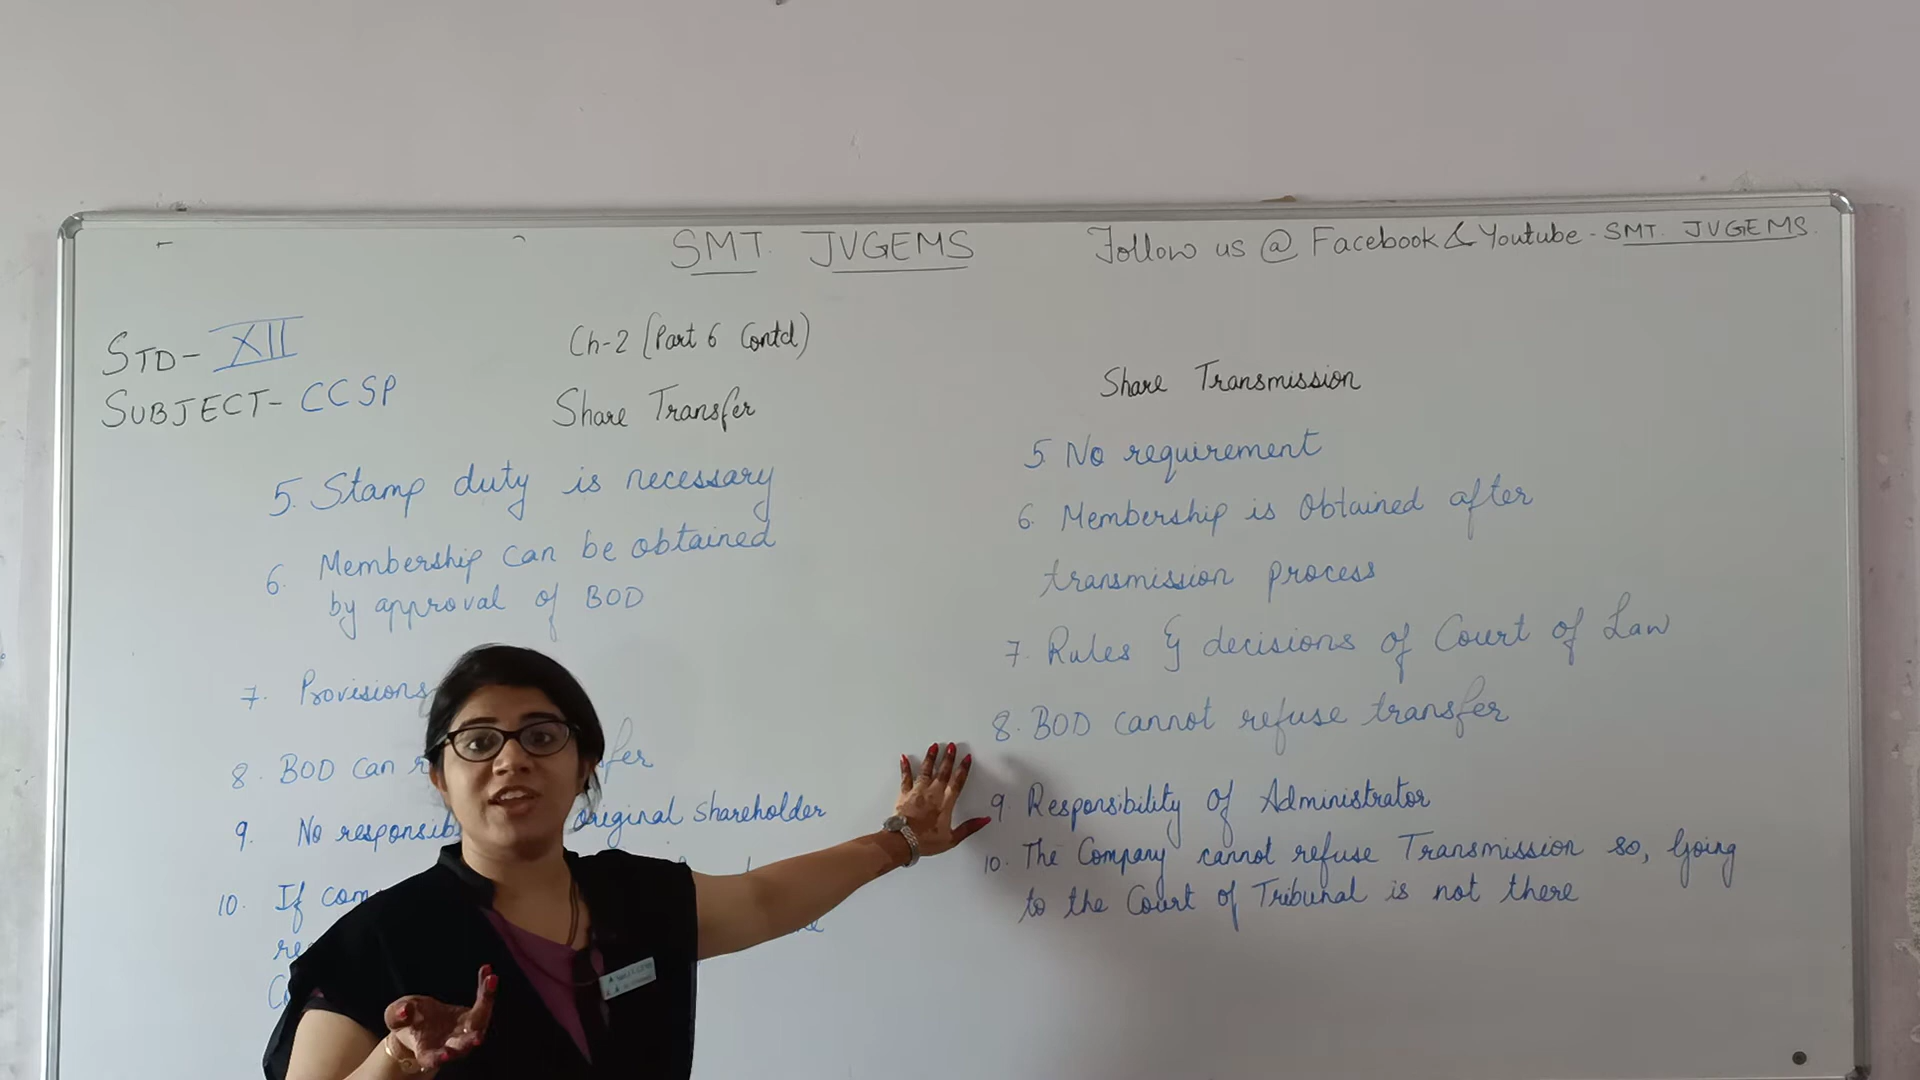 SMT. JVGEMS
Follow us @ Facebook & Youtube - SMT. JVGEMS.
STD- XII
SUBJECT- CCSP
Ch-2 (Part 6 Contd)
Share Transfer
5. Stamp duty is necessary
6. Membership can be obtained
by approval of BOD
7. Provisions
8. BOD can
9. No original shareholder
10. If
Share Transmission
5 No requirement
6. Membership is Obtained after
transmission process
7. Rules & decisions of Court of Law
8. BOD cannot refuse transfer
9. Responsibility of Administrator
10. The Company cannot refuse Transmission so, Going
to the Court of Tribunal is not there